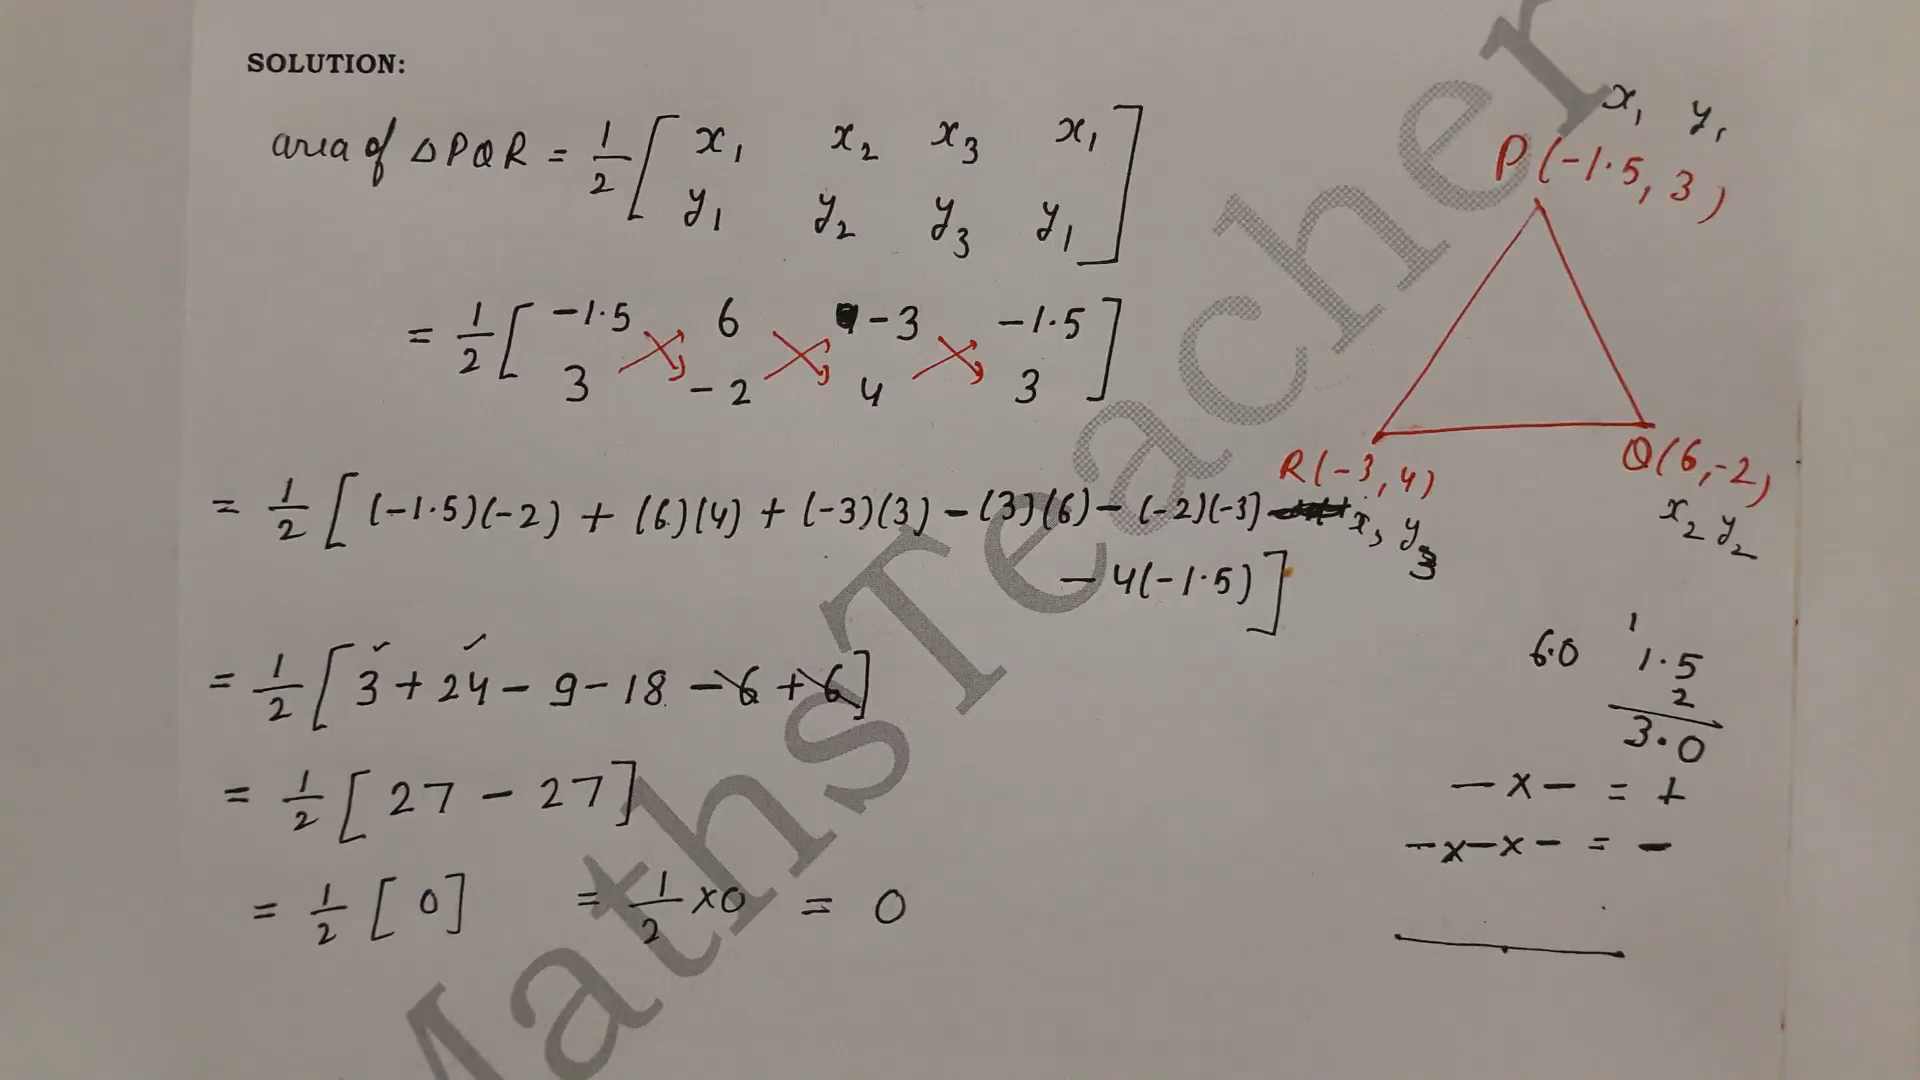 SOLUTION:
area of △PQR = 1/2 [ x₁ x₂ x₃ x₁
y₁ y₂ y₃ y₁ ]
= 1/2 [ -1.5 6 -3 -1.5
3 -2 4 3 ]
= 1/2 [ (-1.5)(-2) + (6)(4) + (-3)(3) - (3)(6) - (-2)(-3)
- 4(-1.5) ]
= 1/2 [ 3 + 24 - 9 - 18 - 6 + 6 ]
= 1/2 [ 27 - 27 ]
= 1/2 [ 0 ] = 1/2 × 0 = 0
x₁ y₁
P(-1.5, 3)
R(-3, 4)
x₃ y₃
Q(6, -2)
x₂ y₂
6.0
1
1.5
2
3.0
- × - = +
- × - × - = -
Maths Teacher